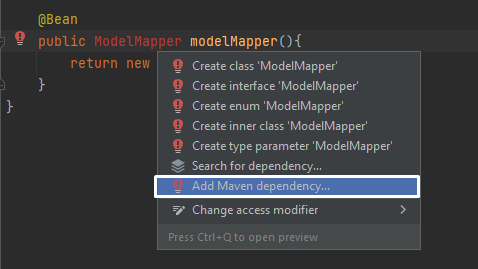 @Bean
public ModelMapper modelMapper(){
return new
}
}
Create class 'ModelMapper'
Create interface 'ModelMapper'
Create enum 'ModelMapper'
Create inner class 'ModelMapper'
Create type parameter 'ModelMapper'
Search for dependency...
Add Maven dependency...
Change access modifier
Press Ctrl+Q to open preview